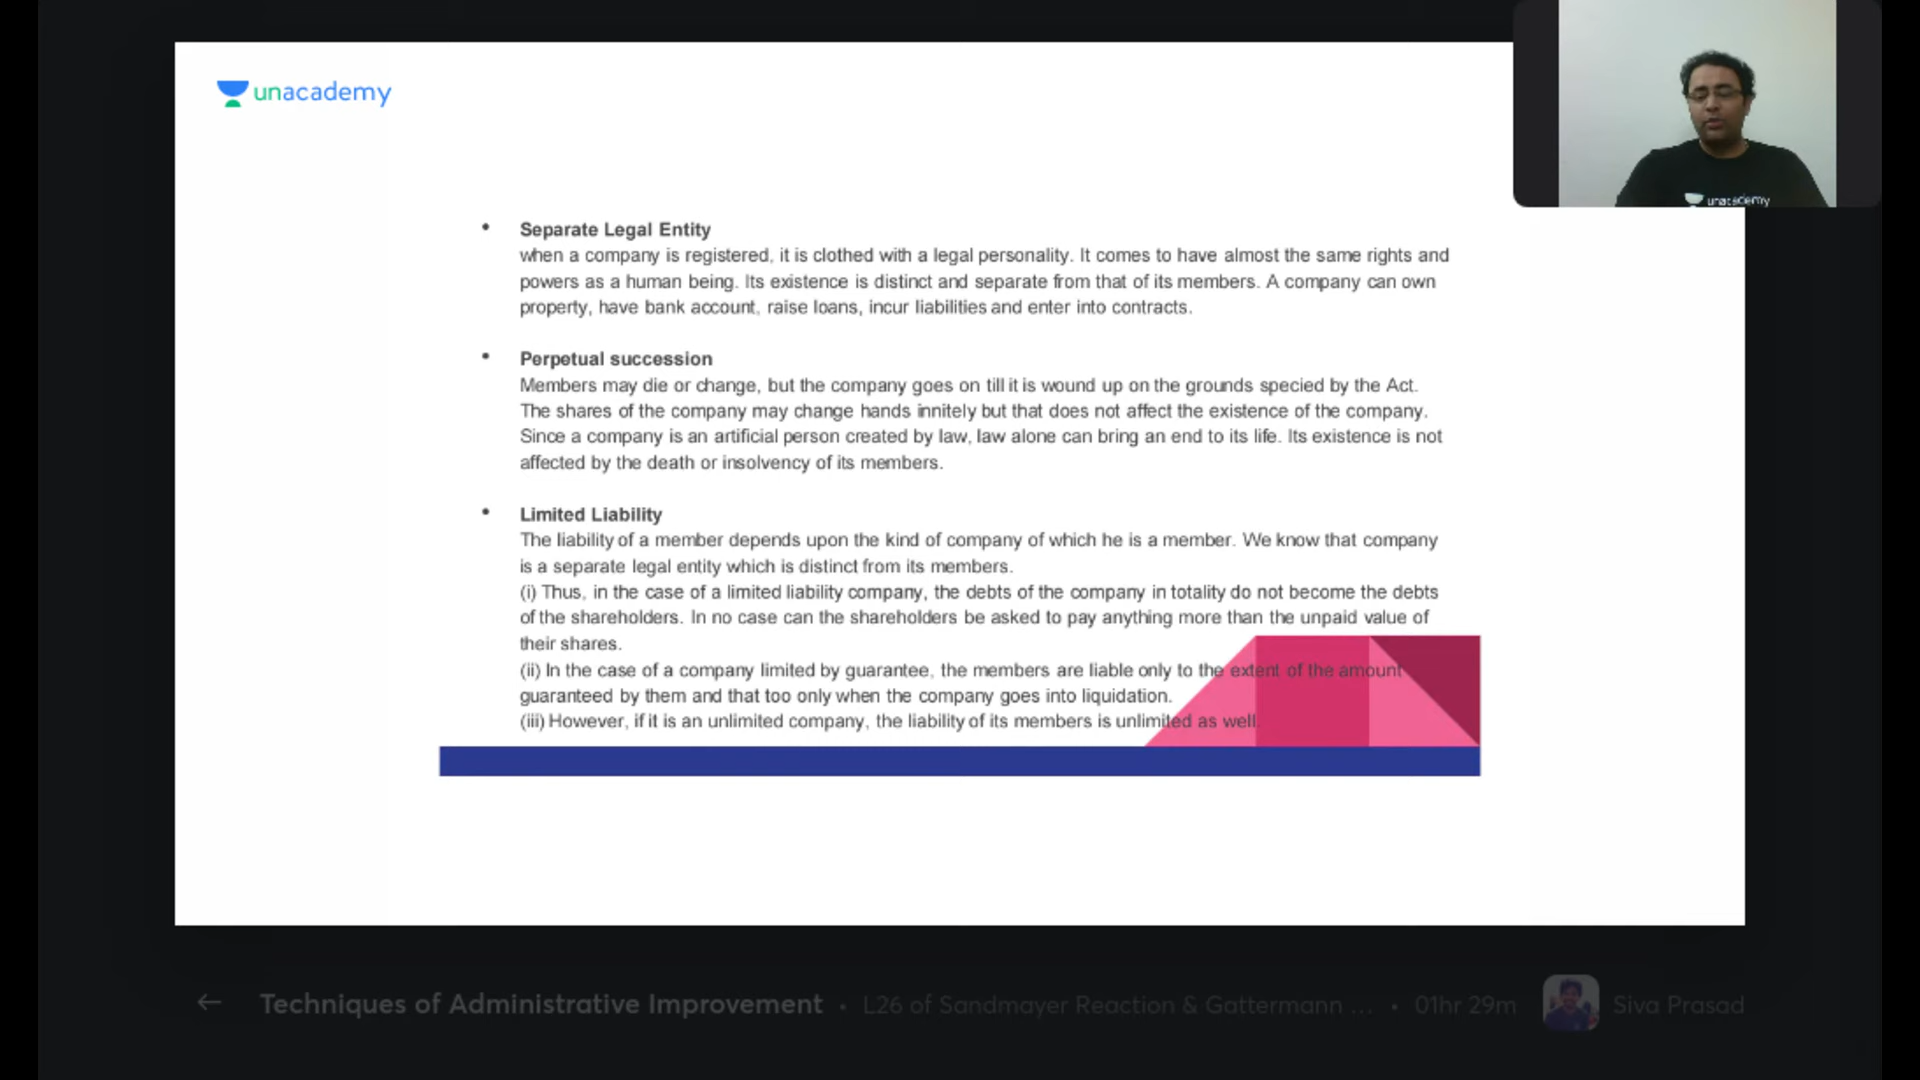 unacademy
unacademy
• Separate Legal Entity
when a company is registered, it is clothed with a legal personality. It comes to have almost the same rights and
powers as a human being. Its existence is distinct and separate from that of its members. A company can own
property, have bank account, raise loans, incur liabilities and enter into contracts.
• Perpetual succession
Members may die or change, but the company goes on till it is wound up on the grounds specied by the Act.
The shares of the company may change hands innitely but that does not affect the existence of the company.
Since a company is an artificial person created by law, law alone can bring an end to its life. Its existence is not
affected by the death or insolvency of its members.
• Limited Liability
The liability of a member depends upon the kind of company of which he is a member. We know that company
is a separate legal entity which is distinct from its members.
(i) Thus, in the case of a limited liability company, the debts of the company in totality do not become the debts
of the shareholders. In no case can the shareholders be asked to pay anything more than the unpaid value of
their shares.
(ii) In the case of a company limited by guarantee, the members are liable only to the extent of the amount
guaranteed by them and that too only when the company goes into liquidation.
(iii) However, if it is an unlimited company, the liability of its members is unlimited as well.
Techniques of Administrative Improvement • L26 of Sandmayer Reaction & Gattermann ... • 01hr 29m Siva Prasad